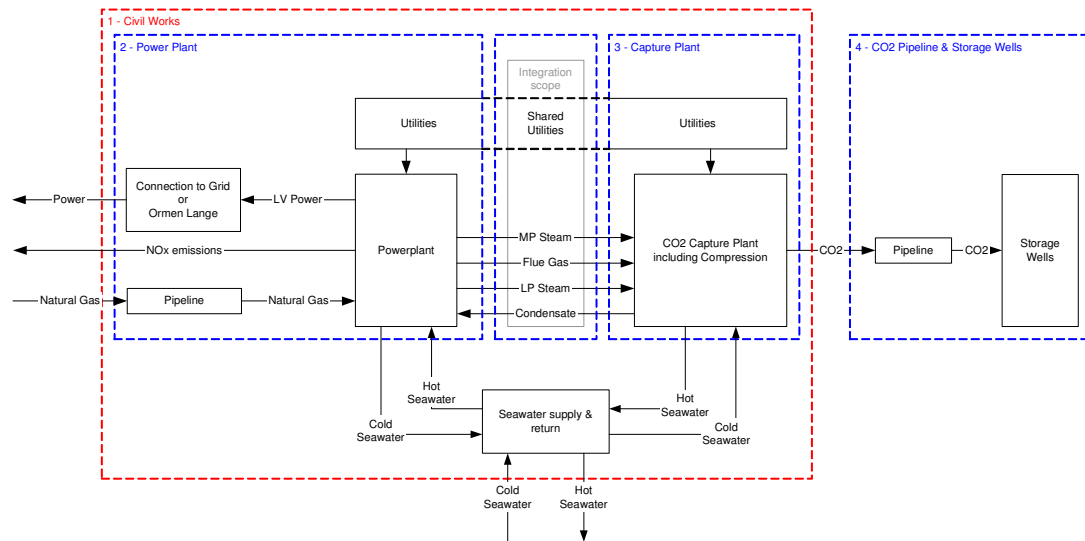 1 - Civil Works
2 - Power Plant
3 - Capture Plant
4 - CO2 Pipeline & Storage Wells
Integration
scope
Utilities
Shared
Utilities
Utilities
Power
Connection to Grid
or
Ormen Lange
LV Power
NOx emissions
Natural Gas
Pipeline
Natural Gas
Powerplant
MP Steam
Flue Gas
LP Steam
Condensate
CO2 Capture Plant
including Compression
CO2
Pipeline
CO2
Storage
Wells
Hot
Seawater
Cold
Seawater
Seawater supply &
return
Hot
Seawater
Cold
Seawater
Cold
Seawater
Hot
Seawater